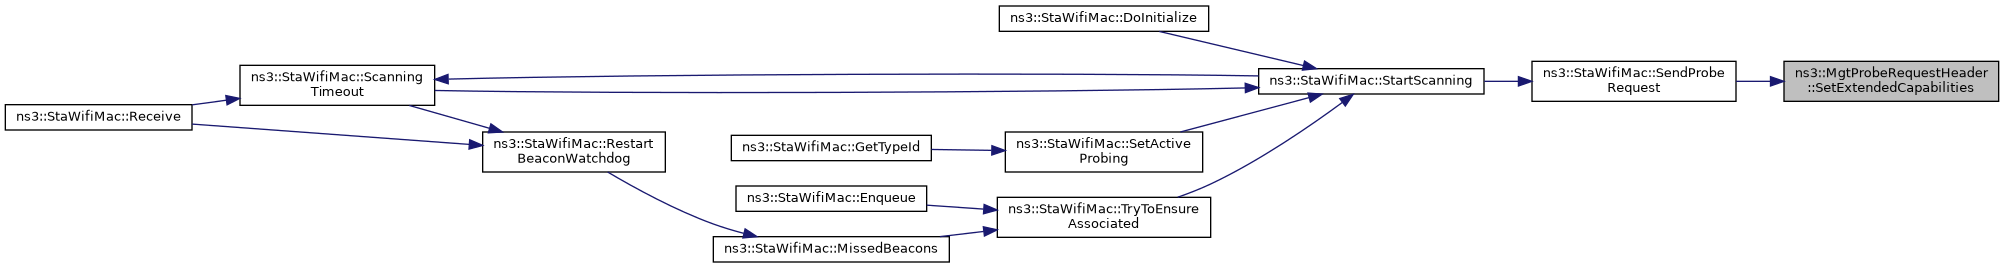 ns3::StaWifiMac::DoInitialize
ns3::StaWifiMac::Scanning
Timeout
ns3::StaWifiMac::StartScanning
ns3::StaWifiMac::SendProbe
Request
ns3::MgtProbeRequestHeader
::SetExtendedCapabilities
ns3::StaWifiMac::Receive
ns3::StaWifiMac::Restart
BeaconWatchdog
ns3::StaWifiMac::GetTypeId
ns3::StaWifiMac::SetActive
Probing
ns3::StaWifiMac::Enqueue
ns3::StaWifiMac::TryToEnsure
Associated
ns3::StaWifiMac::MissedBeacons